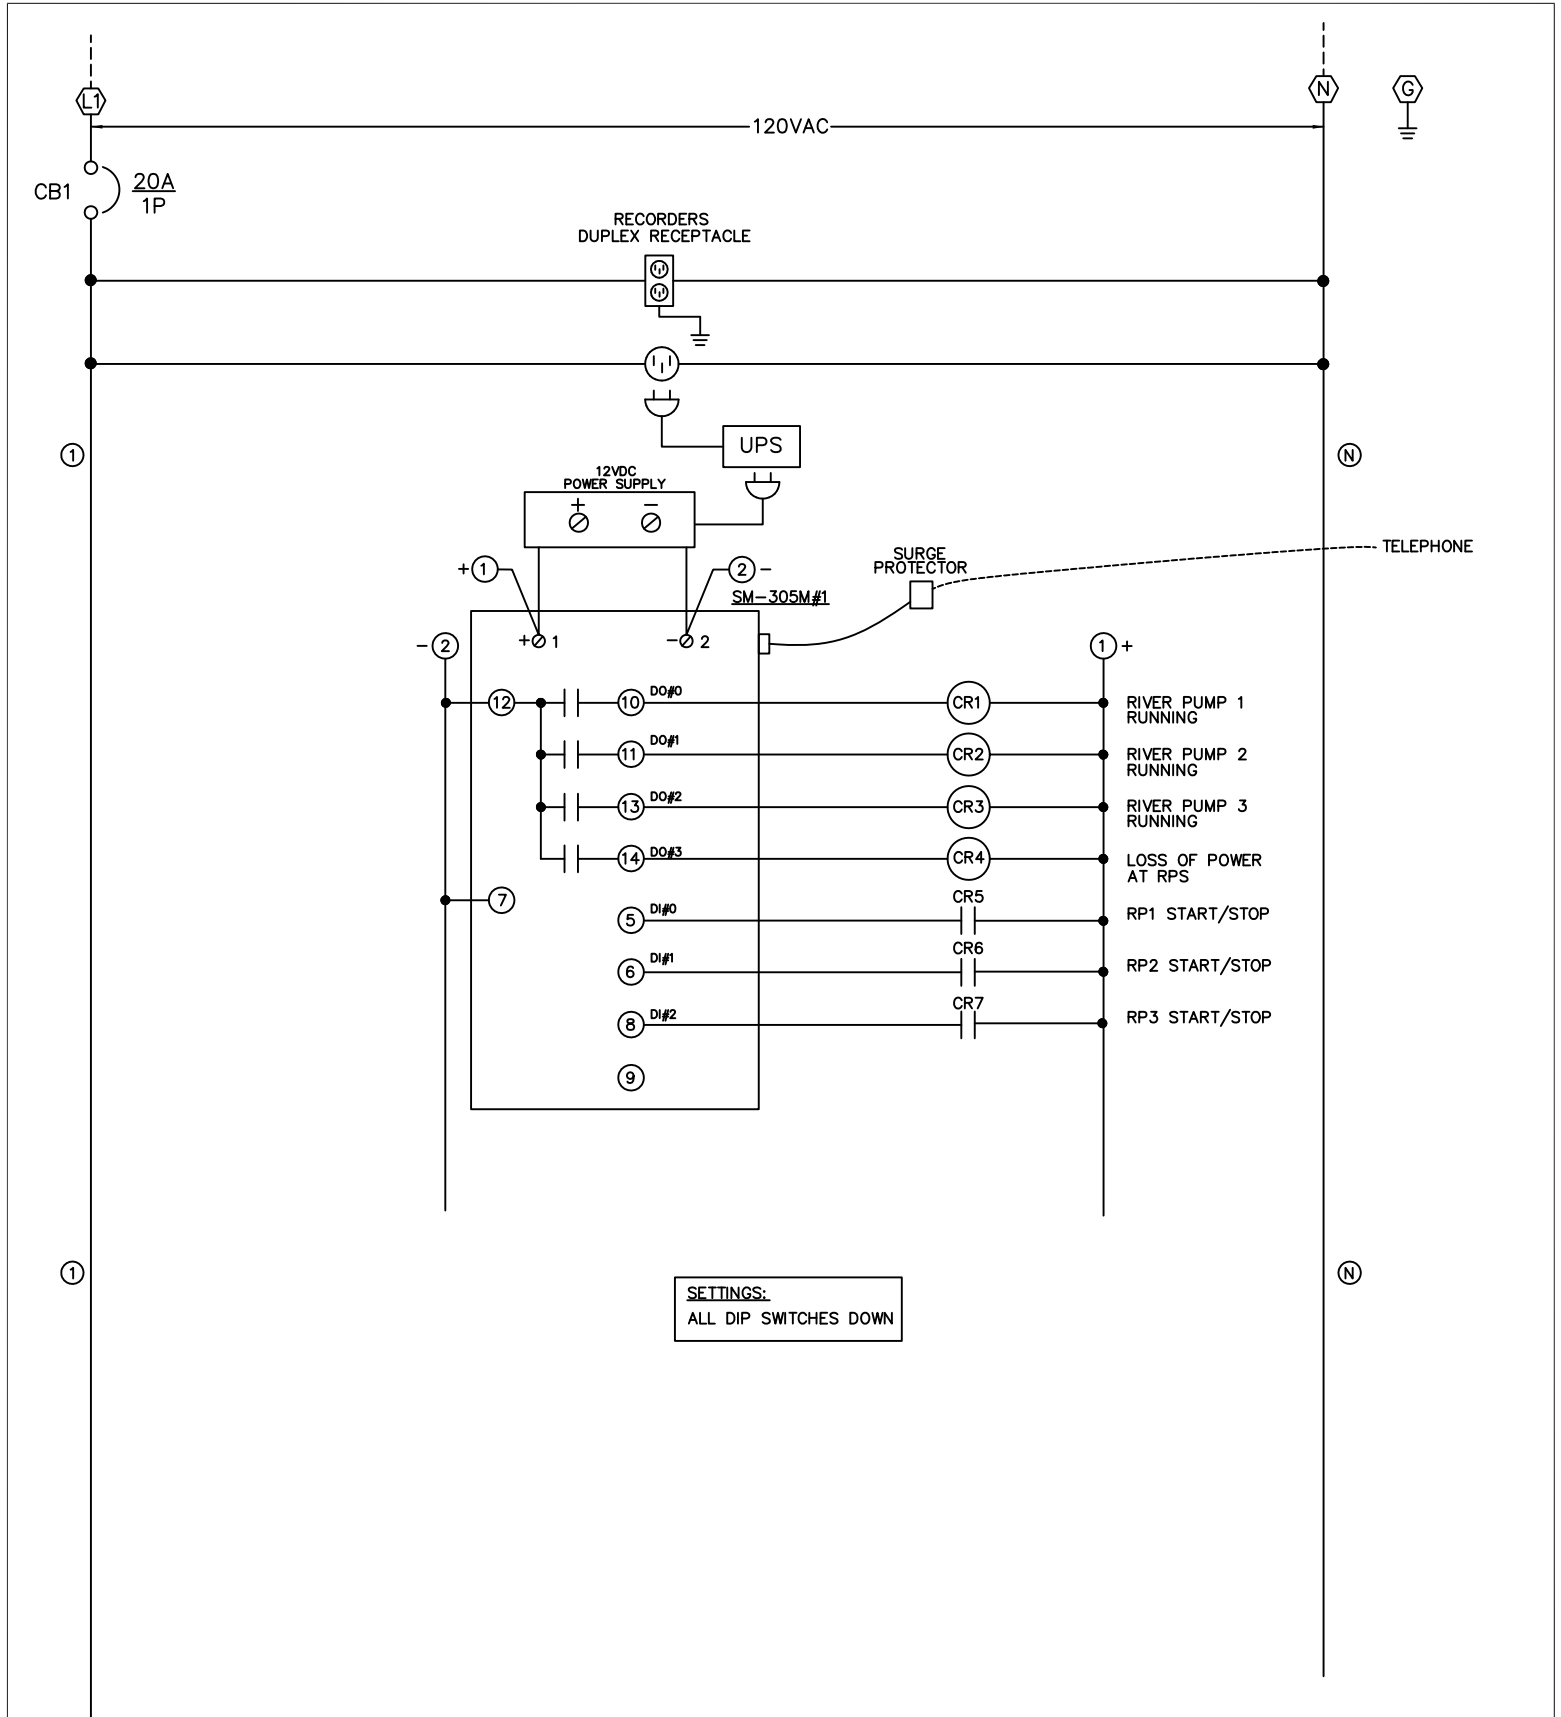 L1
N
G
120VAC
CB1
20A
1P
RECORDERS
DUPLEX RECEPTACLE
1
N
UPS
12VDC
POWER SUPPLY
+
−
+ 1
2 −
SURGE
PROTECTOR
TELEPHONE
SM-305M#1
− 2
+ 1
− 2
1 +
12
10
DO#0
CR1
RIVER PUMP 1
RUNNING
11
DO#1
CR2
RIVER PUMP 2
RUNNING
13
DO#2
CR3
RIVER PUMP 3
RUNNING
14
DO#3
CR4
LOSS OF POWER
AT RPS
7
5
DI#0
CR5
RP1 START/STOP
6
DI#1
CR6
RP2 START/STOP
8
DI#2
CR7
RP3 START/STOP
9
1
N
SETTINGS:
ALL DIP SWITCHES DOWN